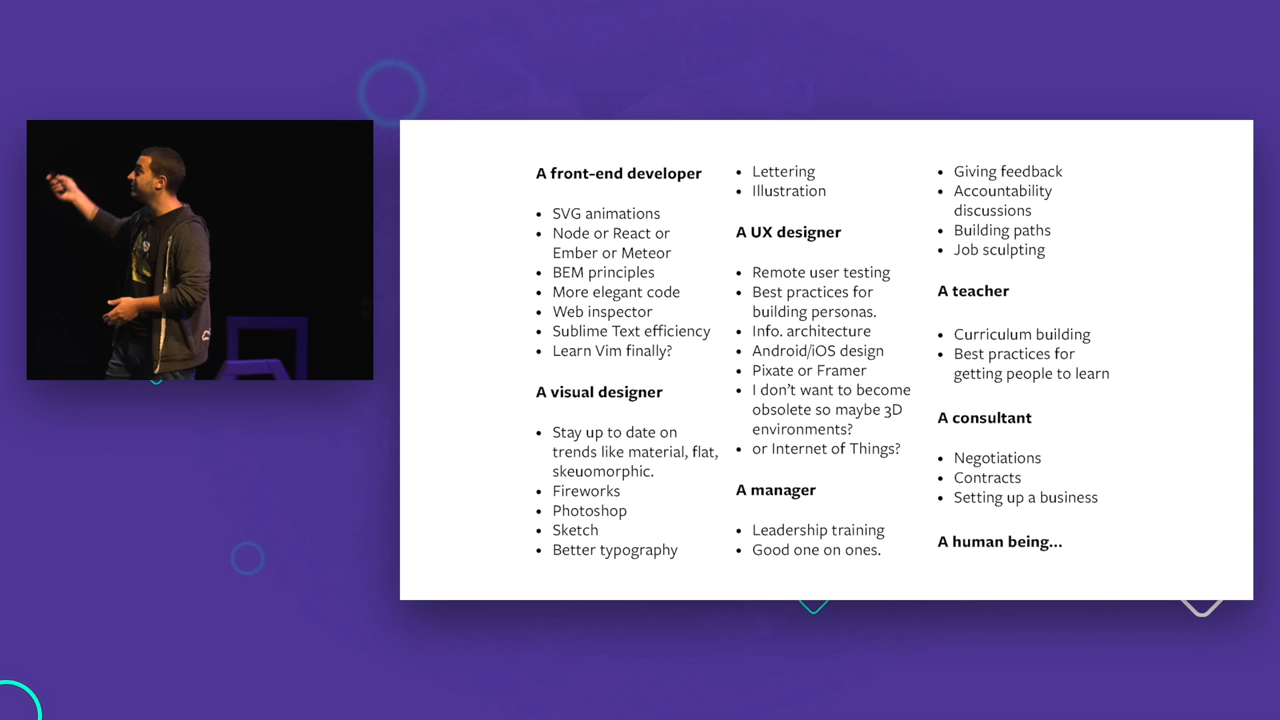 A front-end developer
• SVG animations
• Node or React or
Ember or Meteor
• BEM principles
• More elegant code
• Web inspector
• Sublime Text efficiency
• Learn Vim finally?
A visual designer
• Stay up to date on
trends like material, flat,
skeuomorphic.
• Fireworks
• Photoshop
• Sketch
• Better typography
• Lettering
• Illustration
A UX designer
• Remote user testing
• Best practices for
building personas.
• Info. architecture
• Android/iOS design
• Pixate or Framer
• I don’t want to become
obsolete so maybe 3D
environments?
• or Internet of Things?
A manager
• Leadership training
• Good one on ones.
• Giving feedback
• Accountability
discussions
• Building paths
• Job sculpting
A teacher
• Curriculum building
• Best practices for
getting people to learn
A consultant
• Negotiations
• Contracts
• Setting up a business
A human being...